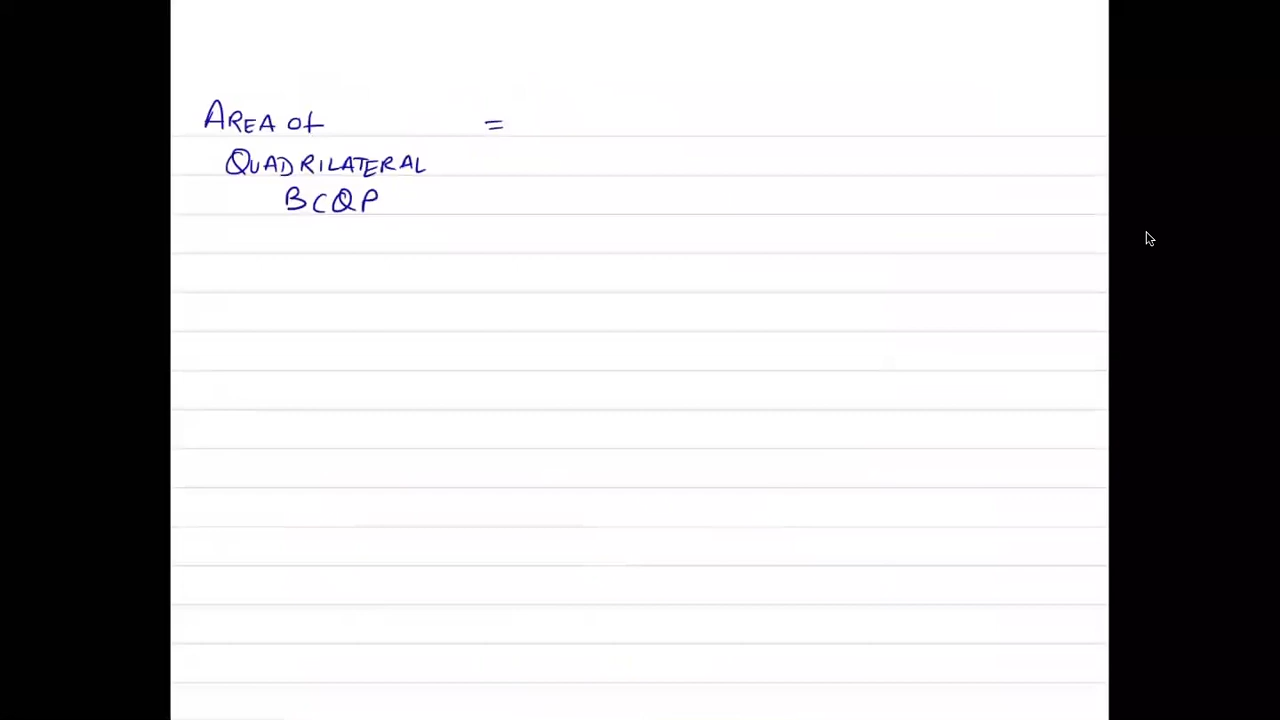 AREA of =
QUADRILATERAL
BCQP